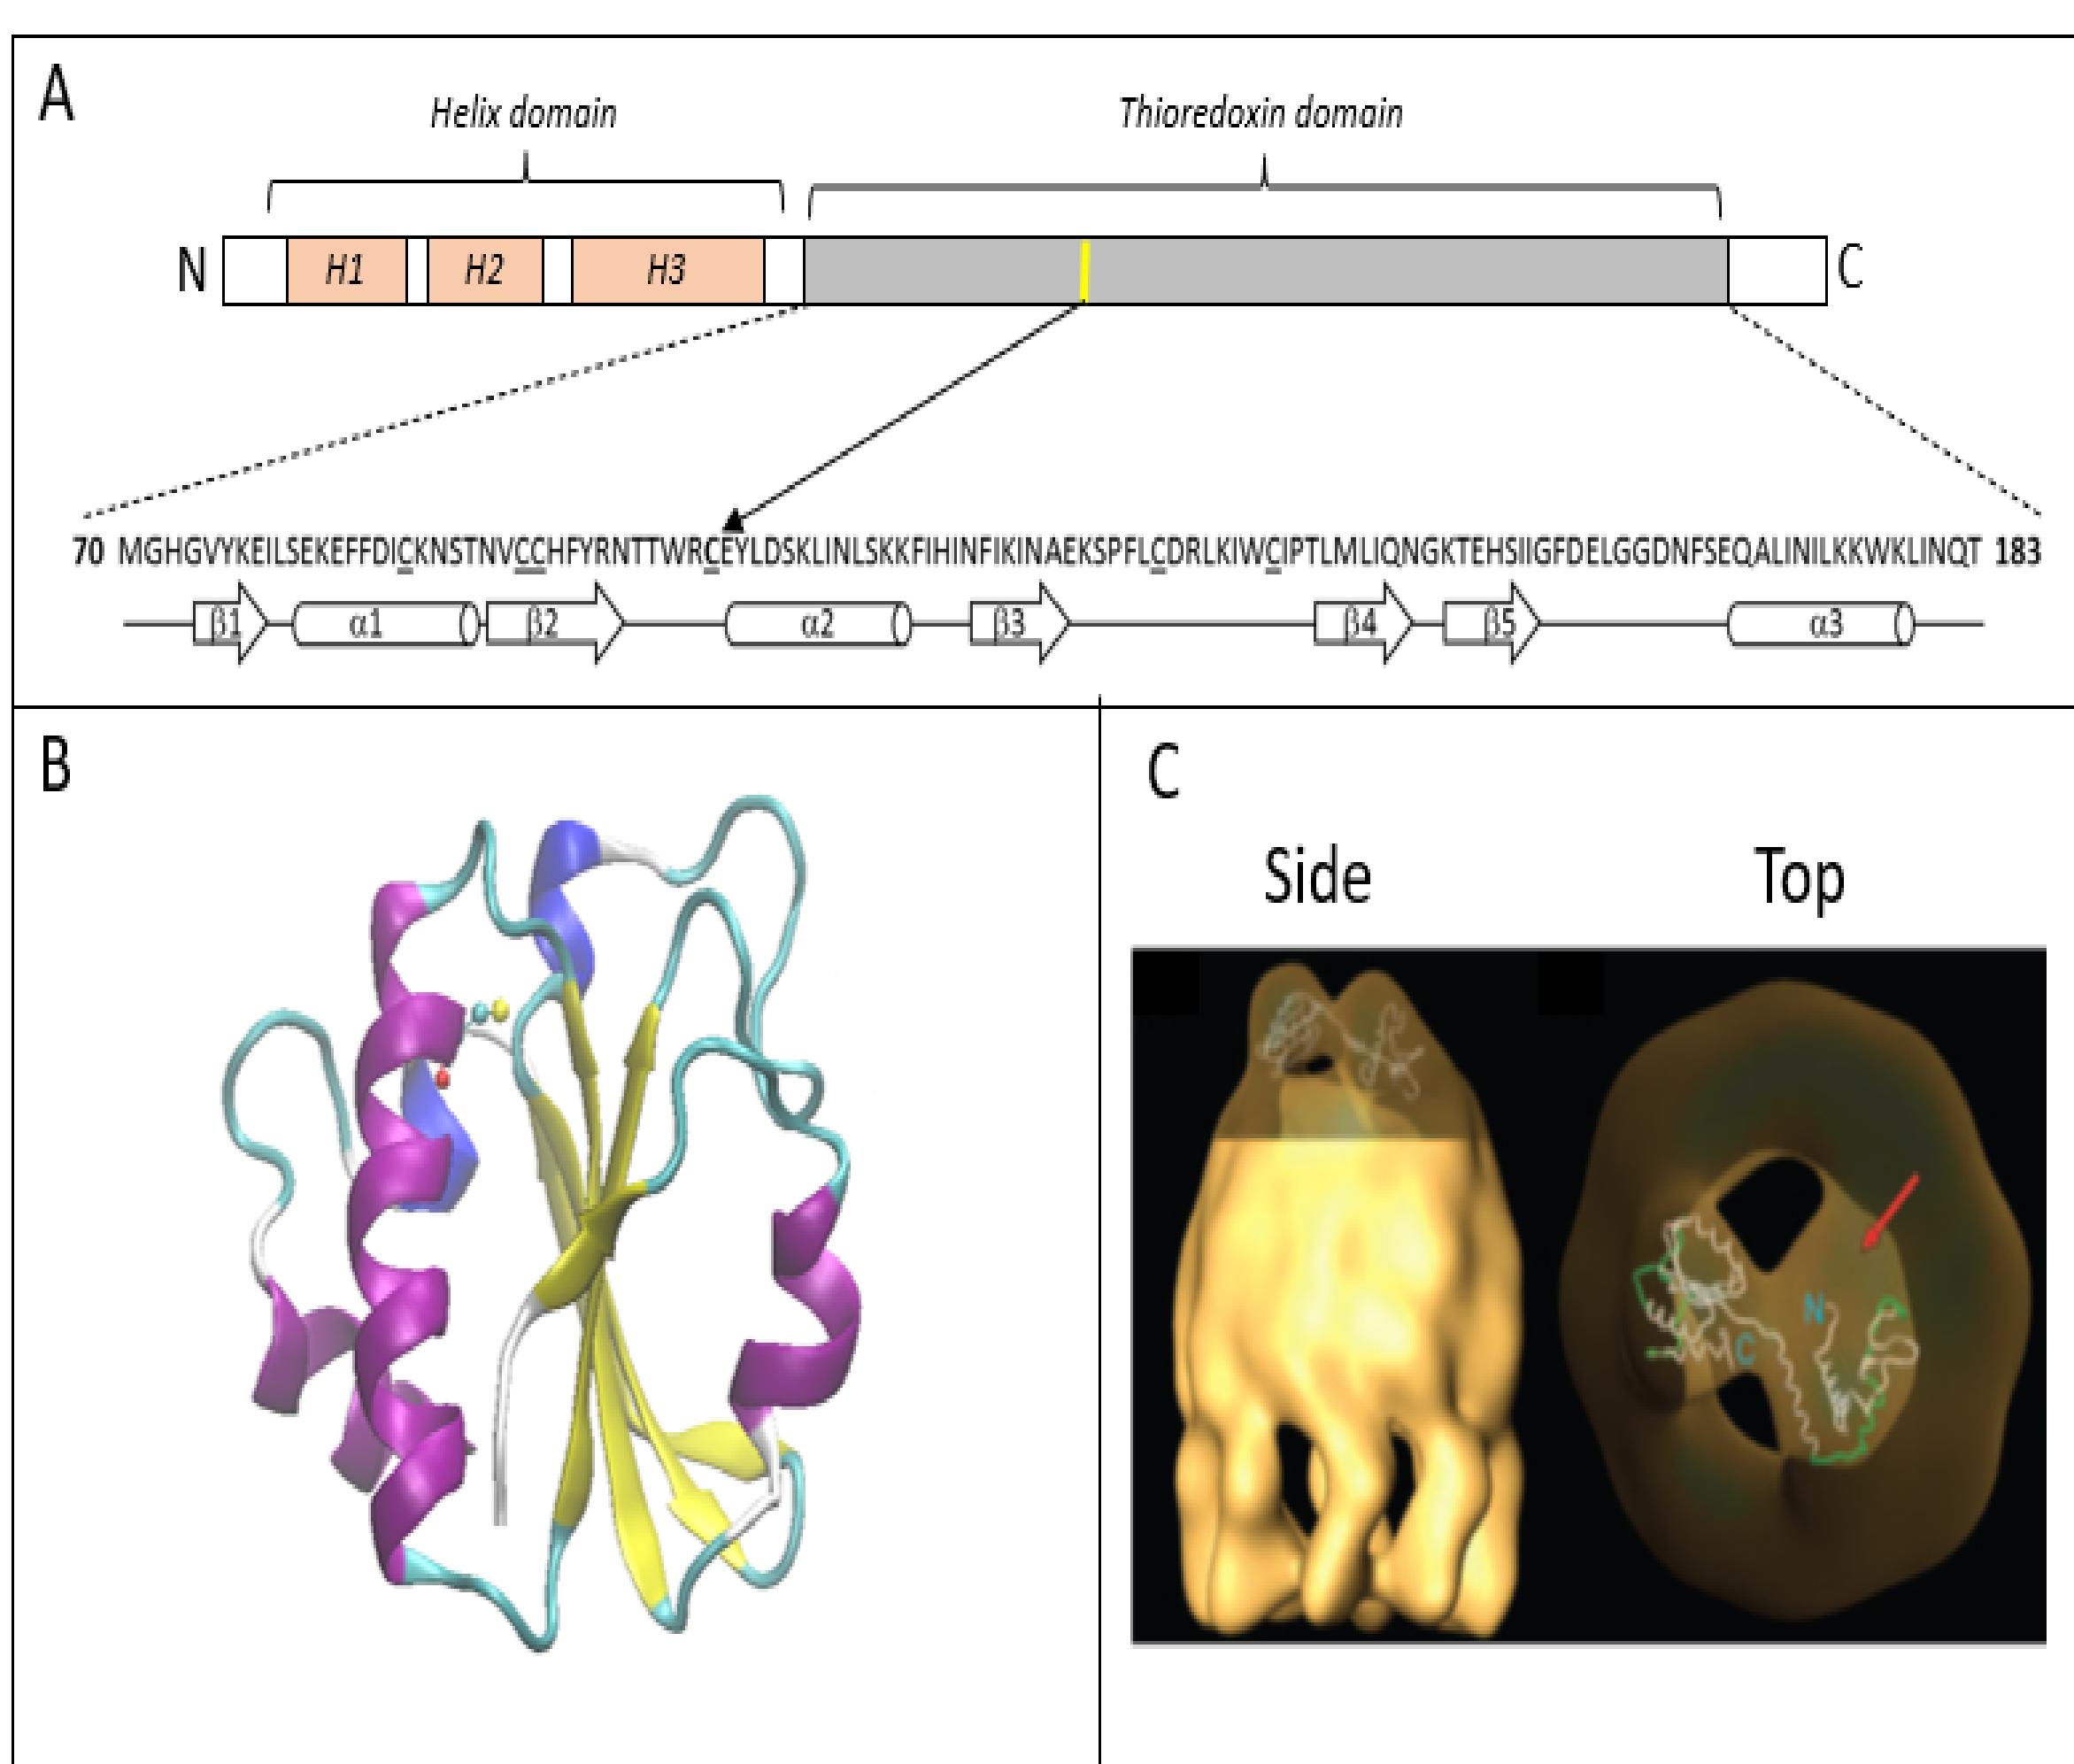 A
Helix domain
Thioredoxin domain
N
H1
H2
H3
C
70 MGHGVYKEILSEKEFFDICKNSTNVCCHFYRNTTWRCEYLDSKLINLSKKFIHINFIKINAEKSPFLCDRLKIWCIPTLMLIQNGKTEHSIIGFDELGGDNFSEQALINILKKWKLINQT 183
β1
α1
β2
α2
β3
β4
β5
α3
B
C
Side
Top
N
C